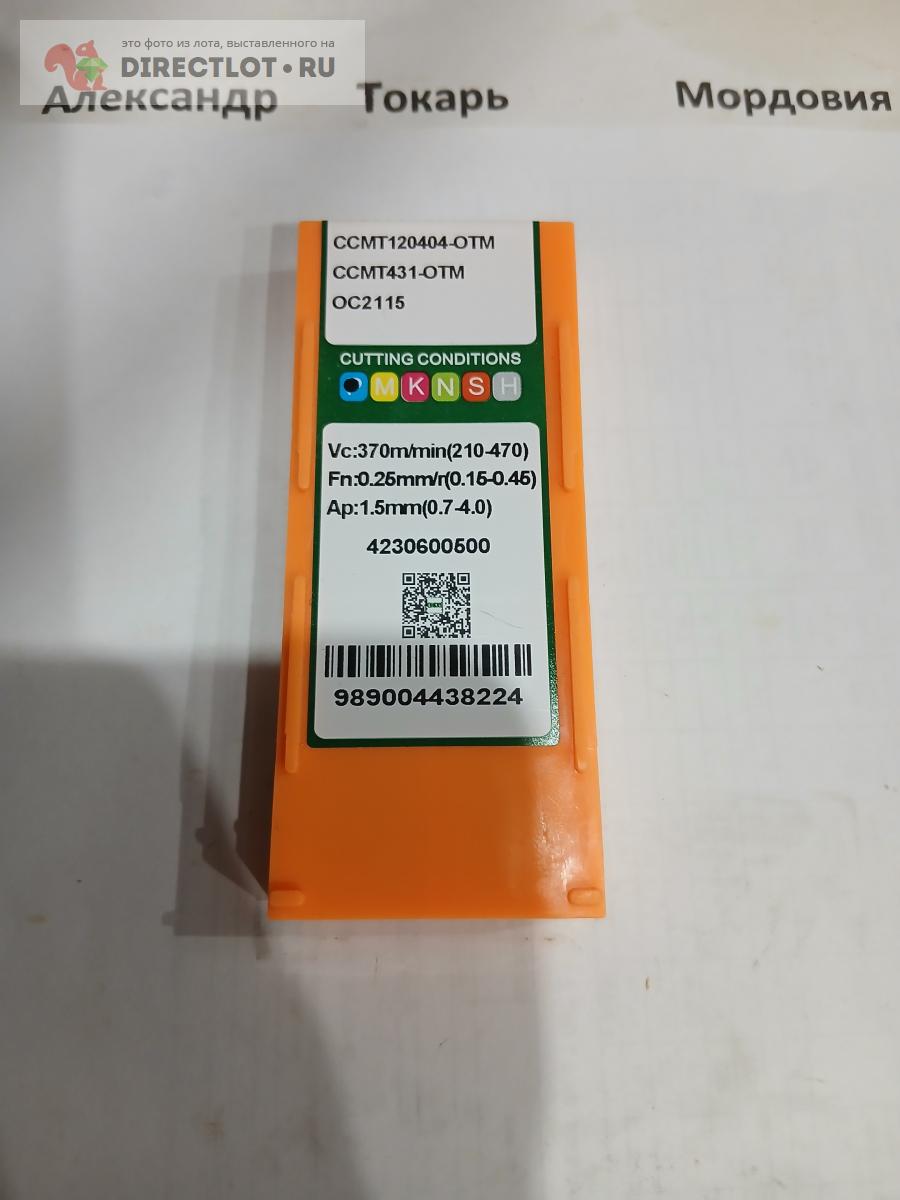 это фото из лота, выставленного на
DIRECTLOT•RU
Александр Токарь Мордовия
CCMT120404-OTM
CCMT431-OTM
OC2115
CUTTING CONDITIONS
M K N S H
Vc:370m/min(210-470)
Fn:0.25mm/r(0.15-0.45)
Ap:1.5mm(0.7-4.0)
4230600500
989004438224